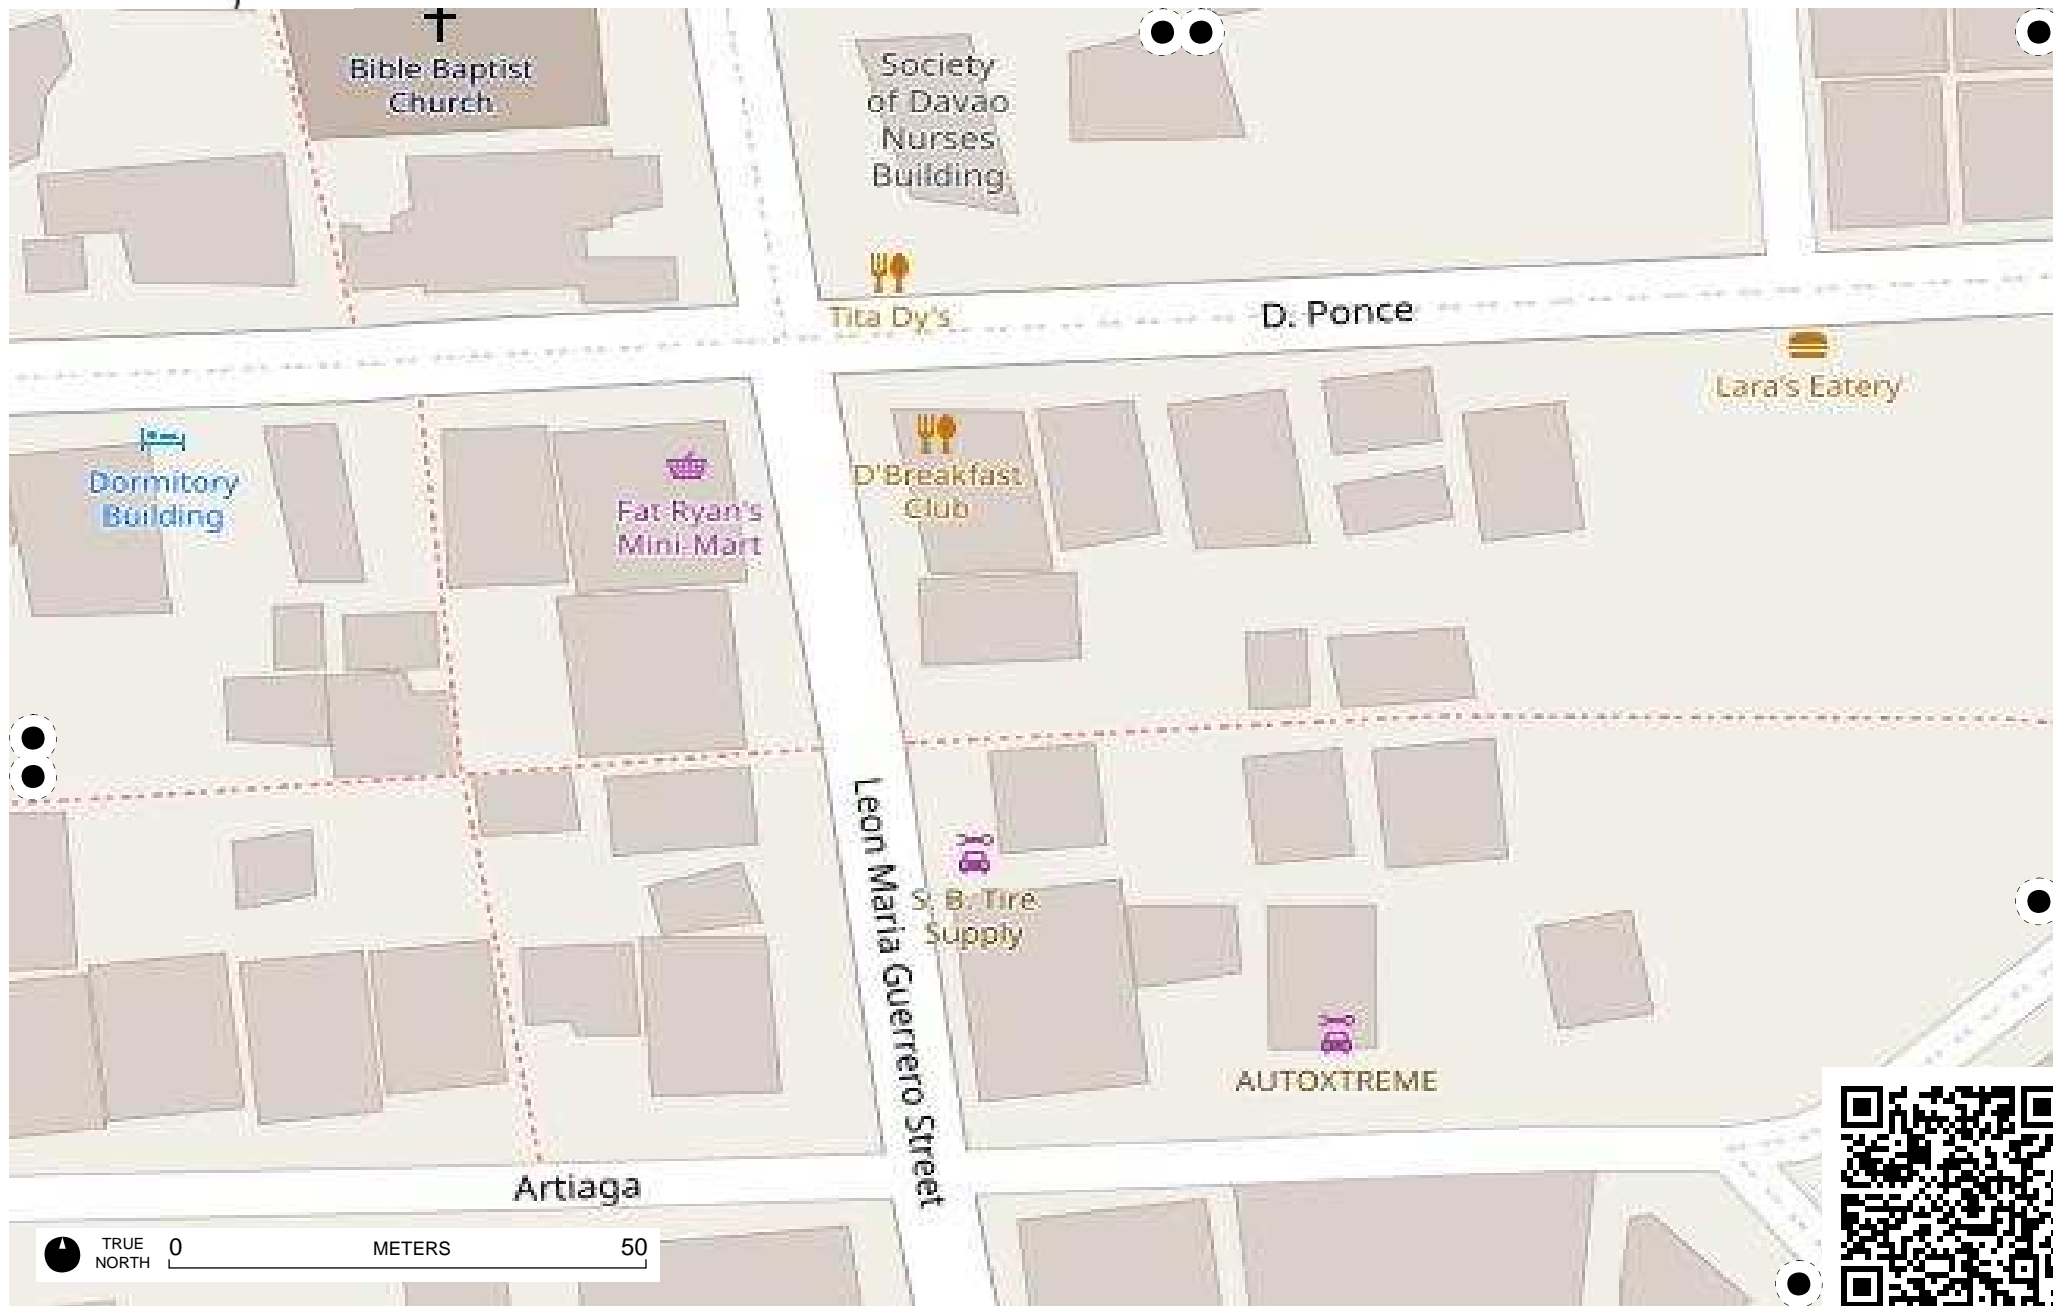 Bible Baptist
Church
Society
of Davao
Nurses
Building
Tita Dy's
D. Ponce
Lara's Eatery
Dormitory
Building
Fat Ryan's
Mini-Mart
D'Breakfast
Club
Leon Maria Guerrero Street
S. B. Tire
Supply
AUTOXTREME
Artiaga
TRUE
NORTH
0 METERS 50